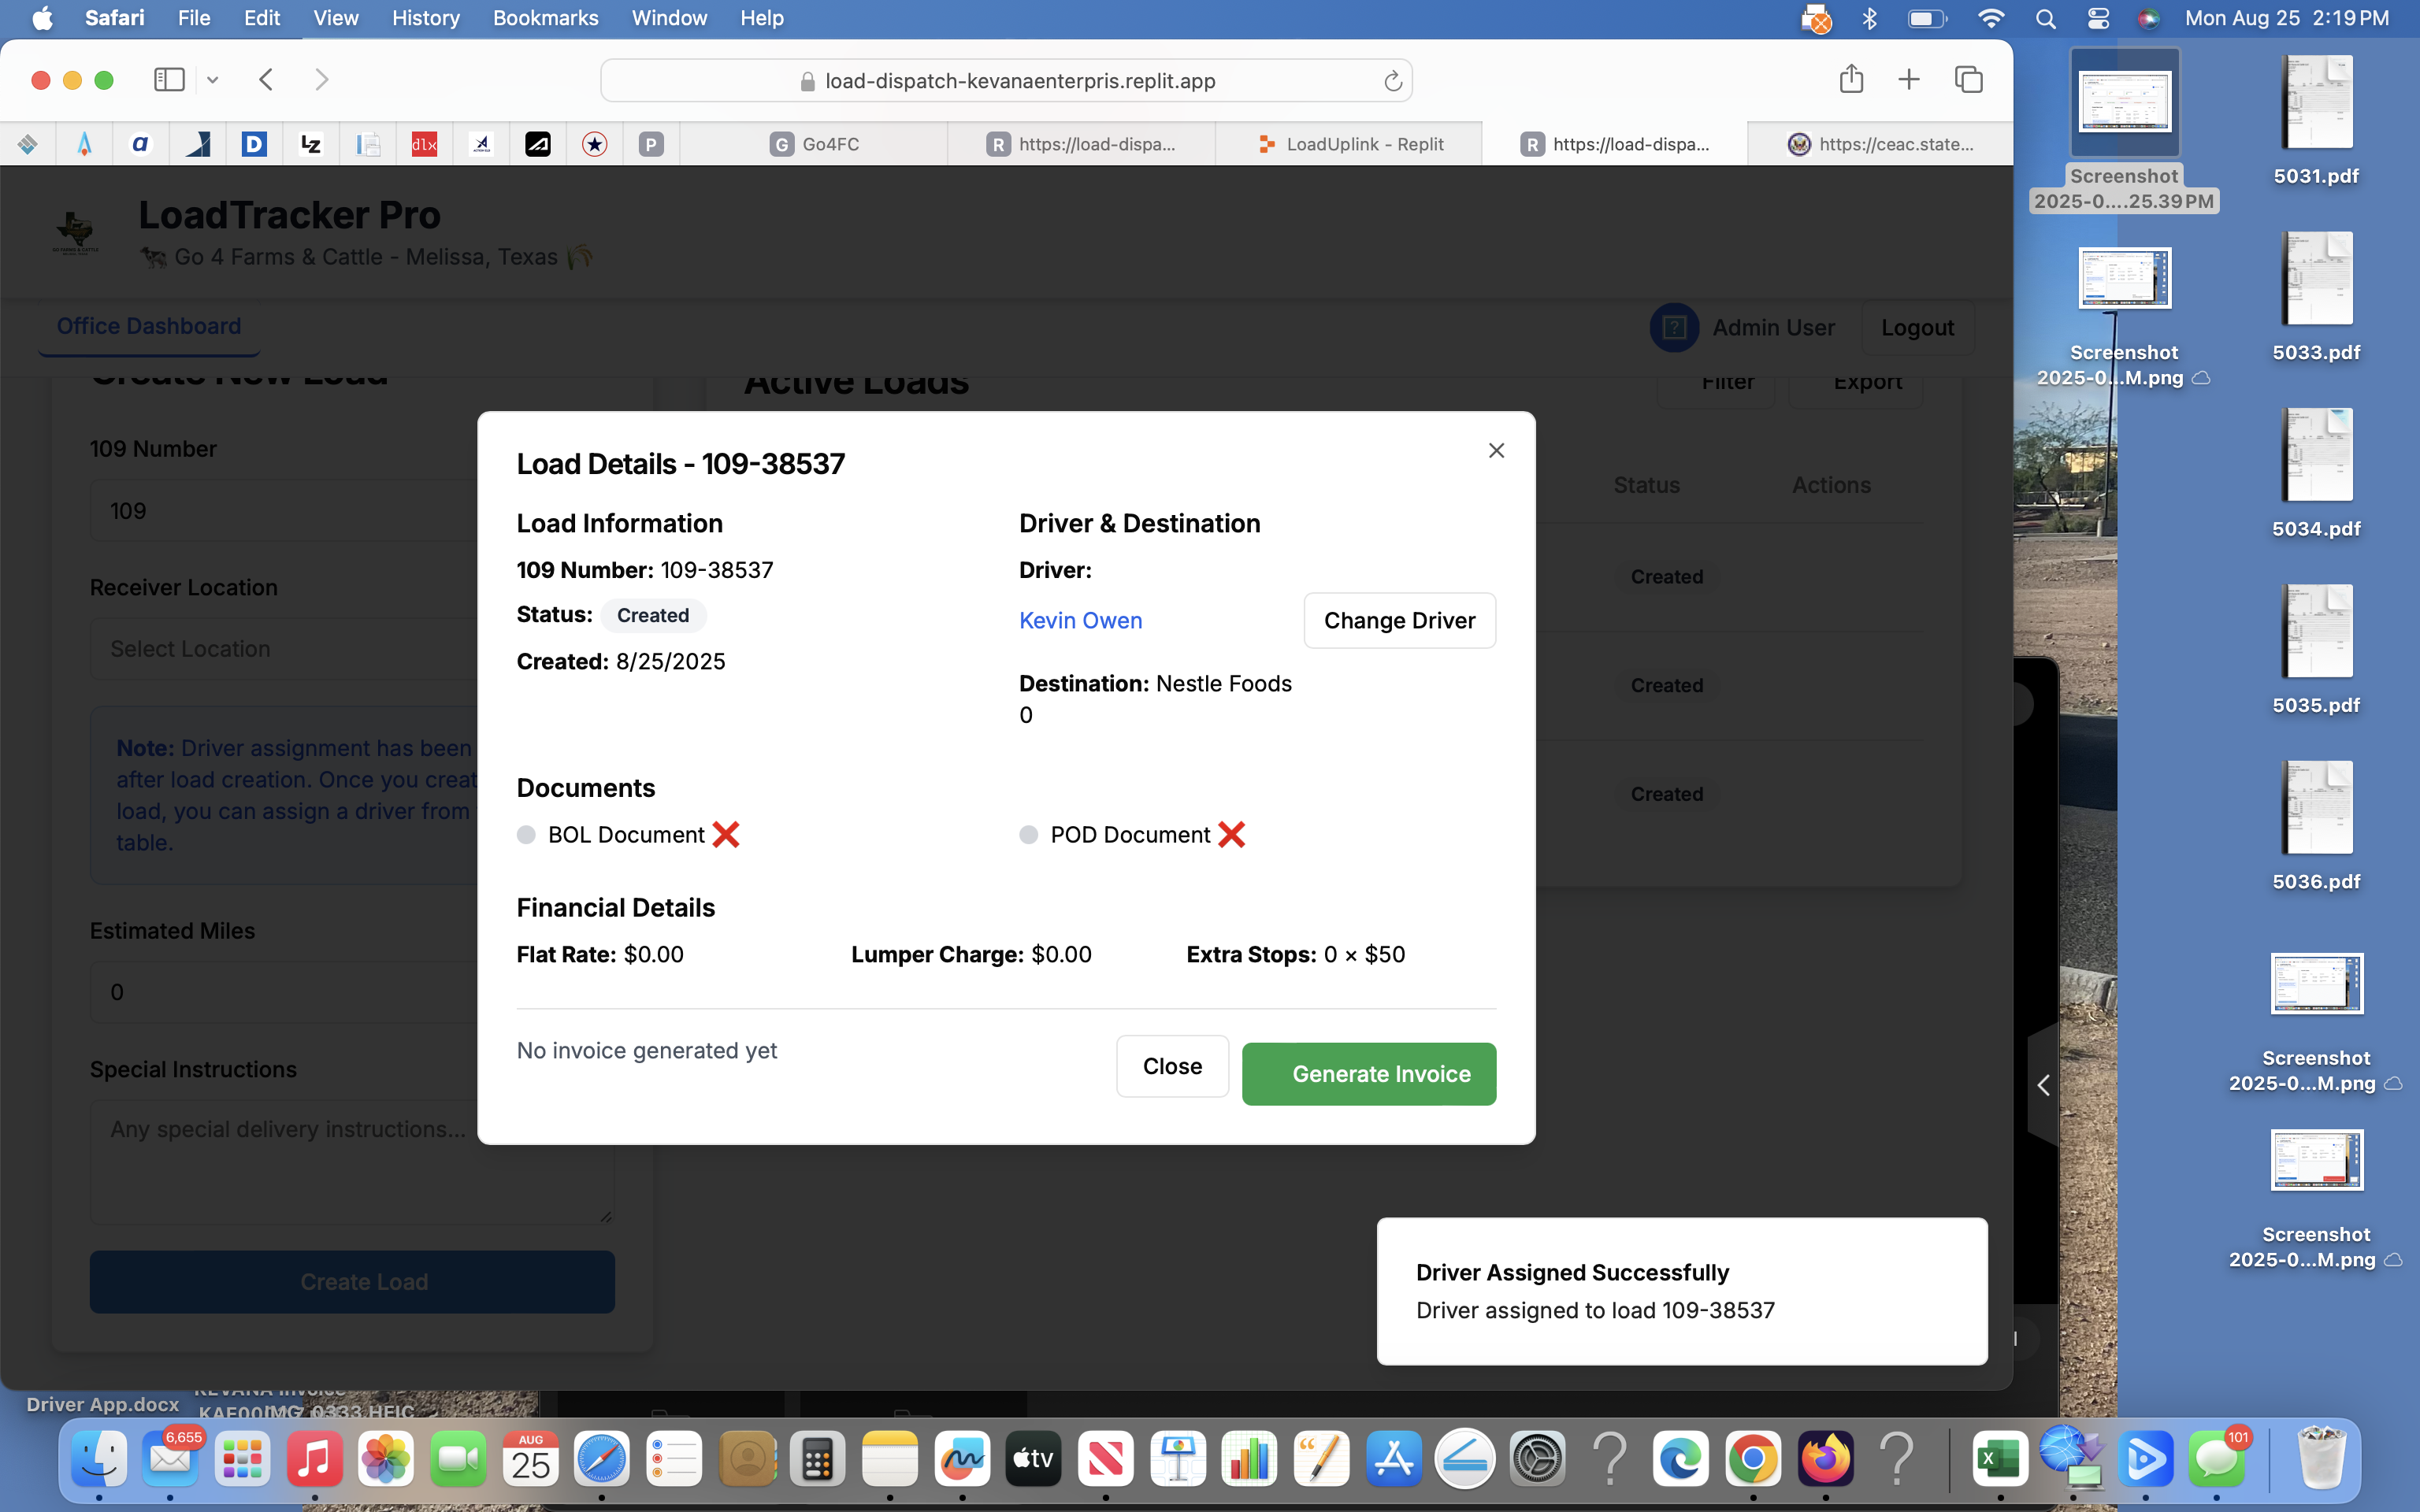 Safari File Edit View History Bookmarks Window Help Mon Aug 25 2:19 PM
load-dispatch-kevanaenterpris.replit.app
a D LZ dlx P G Go4FC R https://load-dispa... LoadUplink - Replit R https://load-dispa... https://ceac.state...
LoadTracker Pro
Go 4 Farms & Cattle - Melissa, Texas
Office Dashboard
Admin User
Logout
Create New Load
109 Number
109
Receiver Location
Select Location
Note: Driver assignment has been
after load creation. Once you creat
load, you can assign a driver from
table.
Estimated Miles
0
Special Instructions
Any special delivery instructions...
Create Load
Active Loads
Filter
Export
Status Actions
Created
Created
Created
Load Details - 109-38537
Load Information
109 Number: 109-38537
Status: Created
Created: 8/25/2025
Driver & Destination
Driver:
Kevin Owen
Change Driver
Destination: Nestle Foods
0
Documents
BOL Document ❌
POD Document ❌
Financial Details
Flat Rate: $0.00
Lumper Charge: $0.00
Extra Stops: 0 × $50
No invoice generated yet
Close
Generate Invoice
Driver Assigned Successfully
Driver assigned to load 109-38537
Screenshot
2025-0....25.39 PM
Screenshot
2025-0...M.png
5031.pdf
5033.pdf
5034.pdf
5035.pdf
5036.pdf
Screenshot
2025-0...M.png
Screenshot
2025-0...M.png
Driver App.docx
KEVANA Invoice
IMG_0333.HEIC
6,655
AUG
25
tv
101